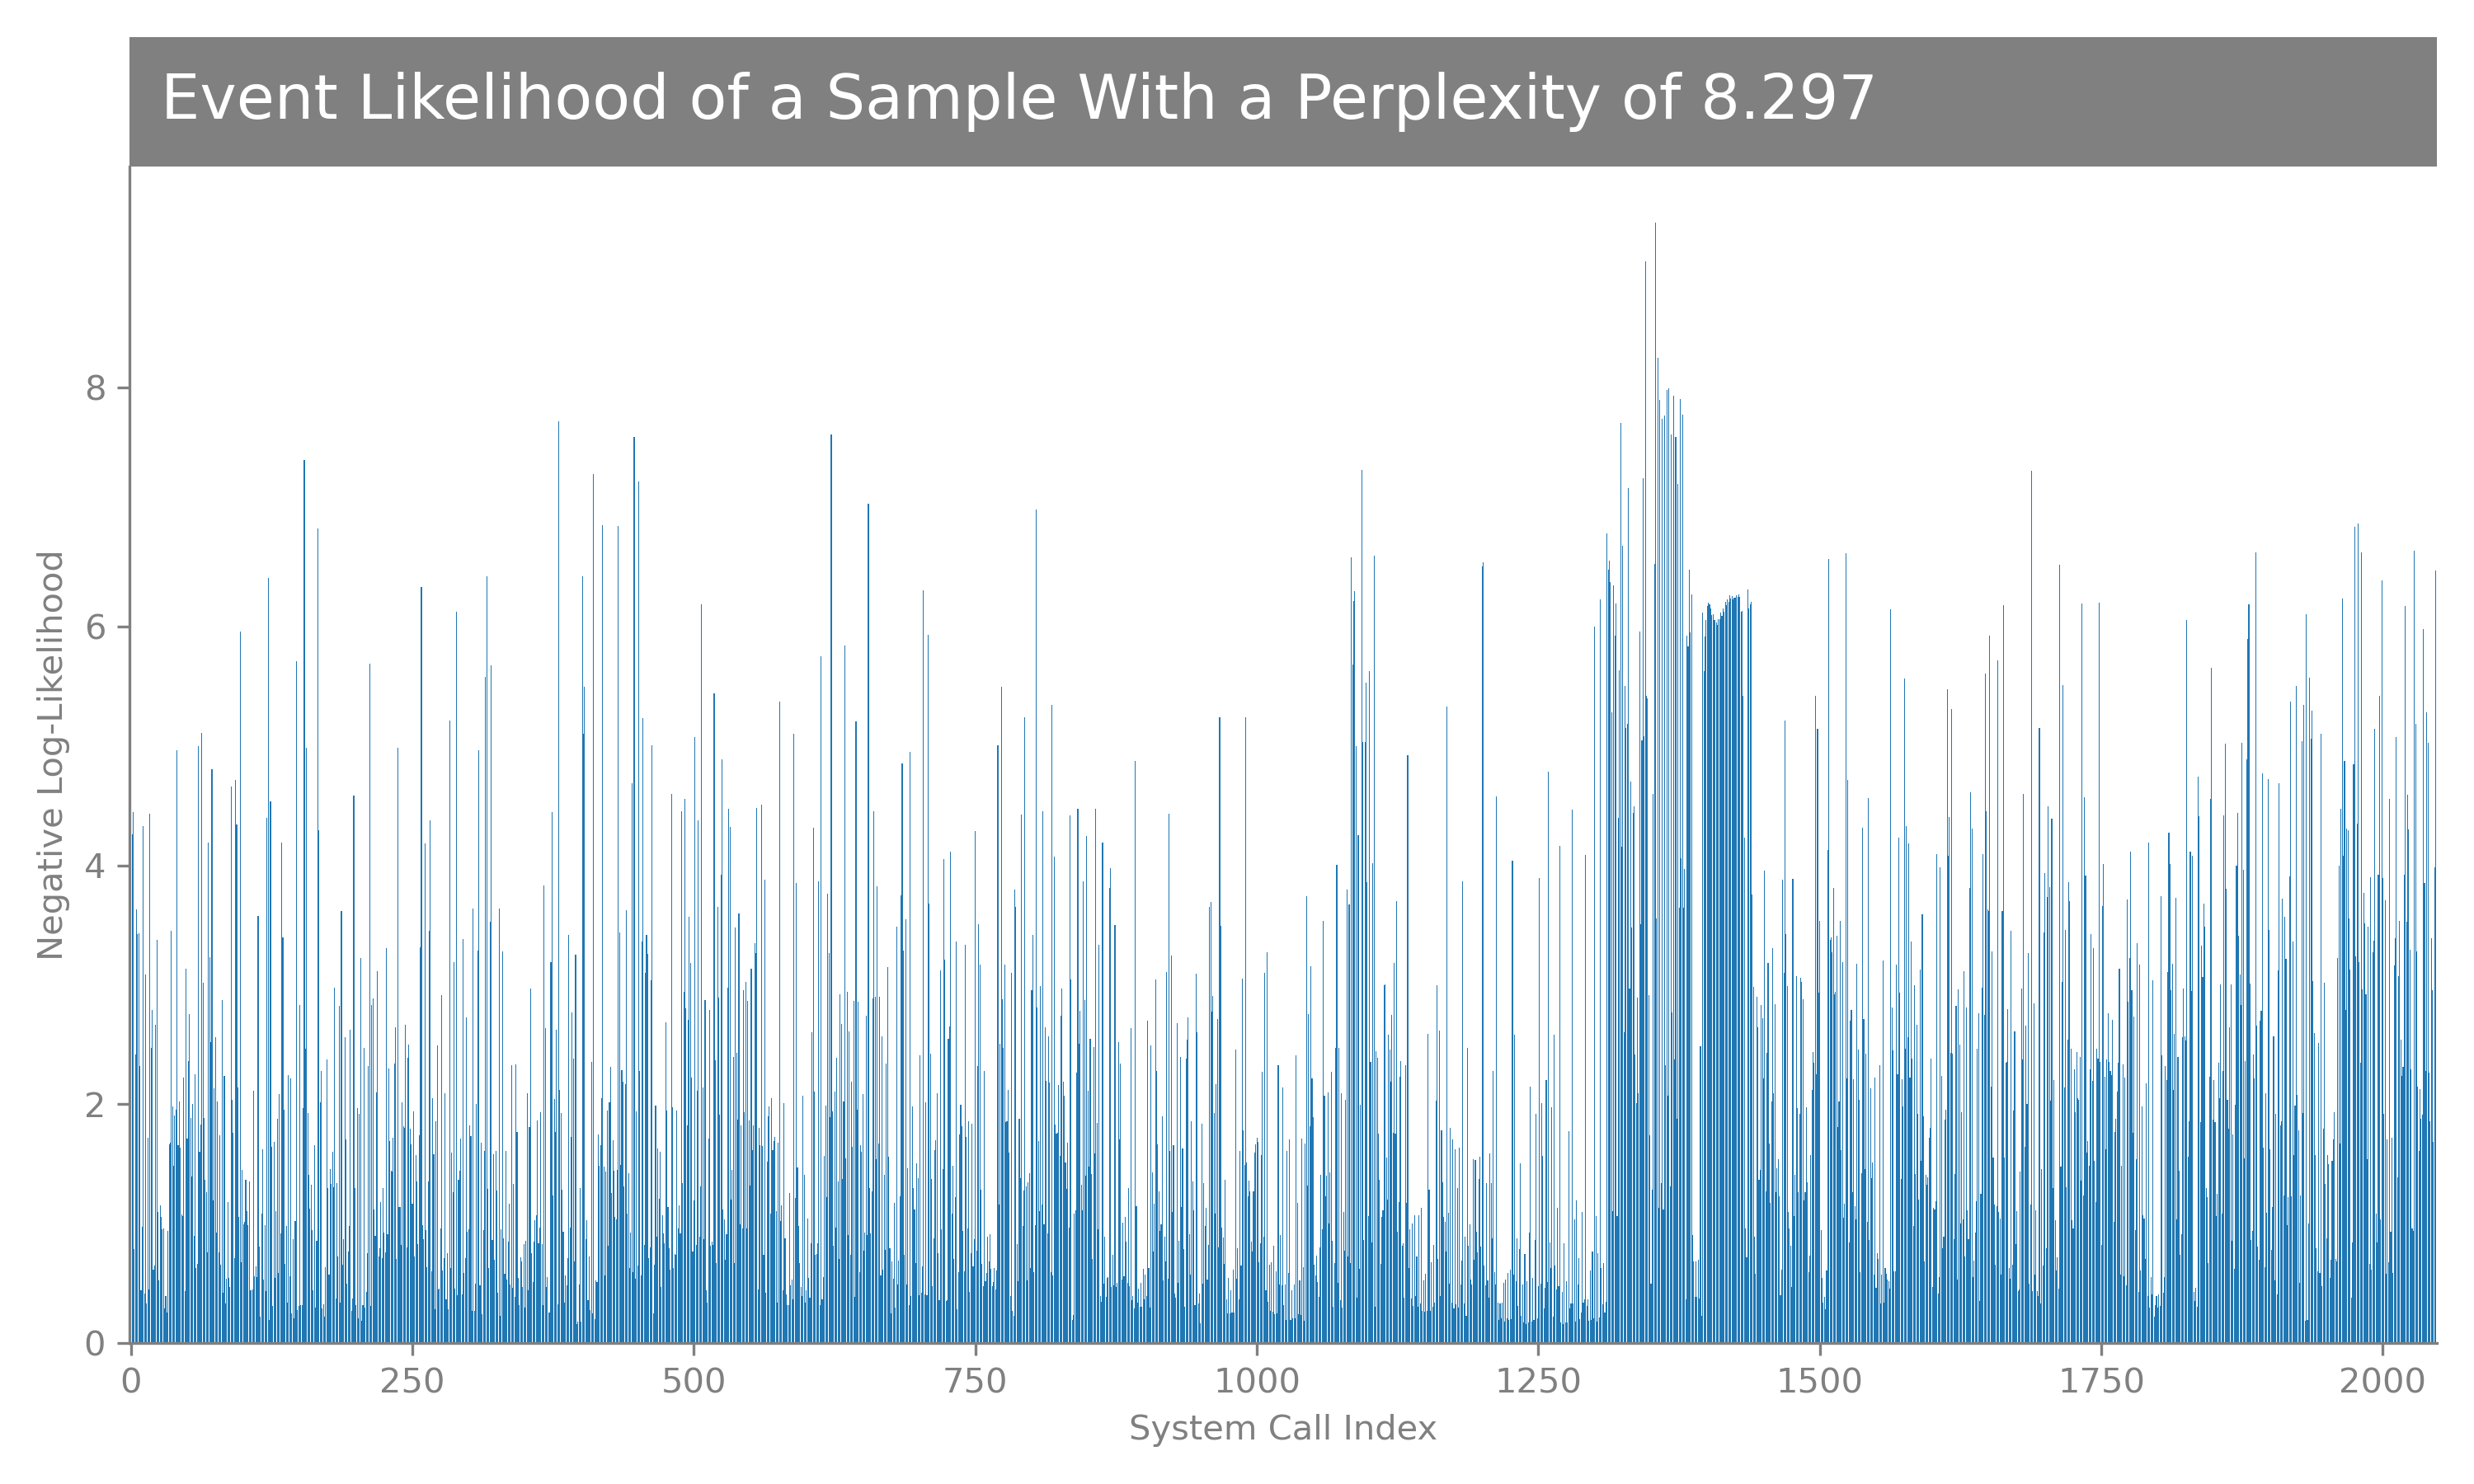 Event Likelihood of a Sample With a Perplexity of 8.297
Negative Log-Likelihood
8
6
4
2
0
0 250 500 750 1000 1250 1500 1750 2000
System Call Index